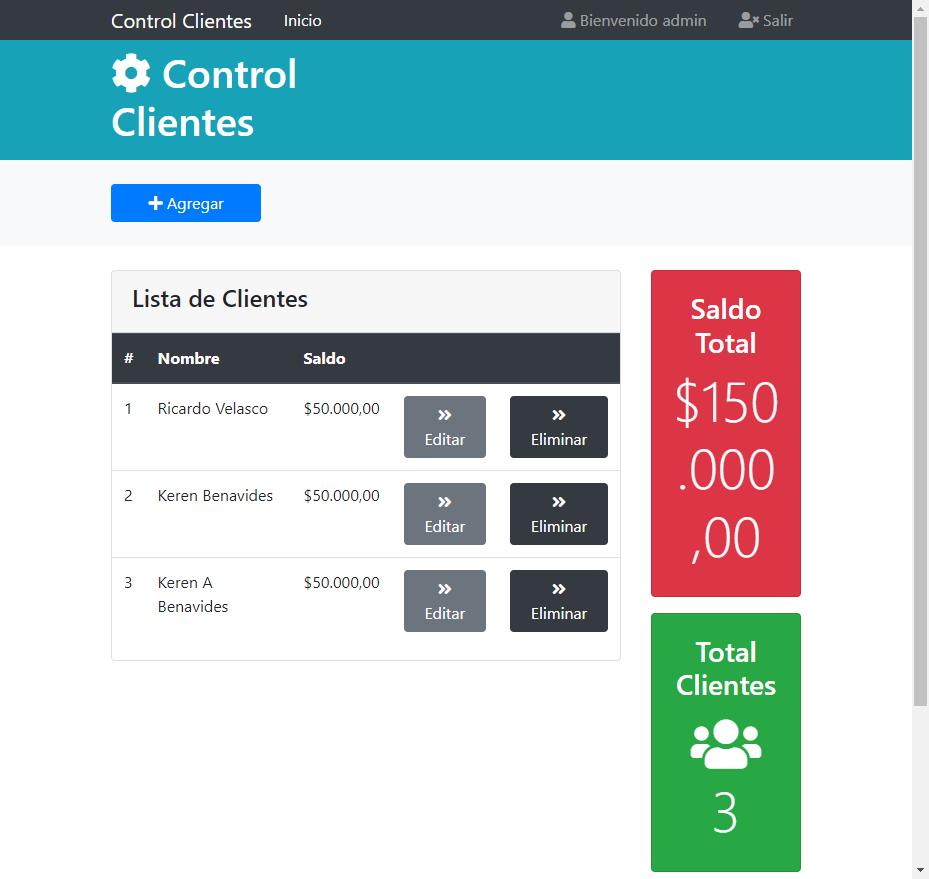 Control Clientes Inicio Bienvenido admin Salir
Control
Clientes
Agregar
Lista de Clientes
# Nombre Saldo
1 Ricardo Velasco $50.000,00 Editar Eliminar
2 Keren Benavides $50.000,00 Editar Eliminar
3 Keren A
Benavides $50.000,00 Editar Eliminar
Saldo
Total
$150
.000
,00
Total
Clientes
3